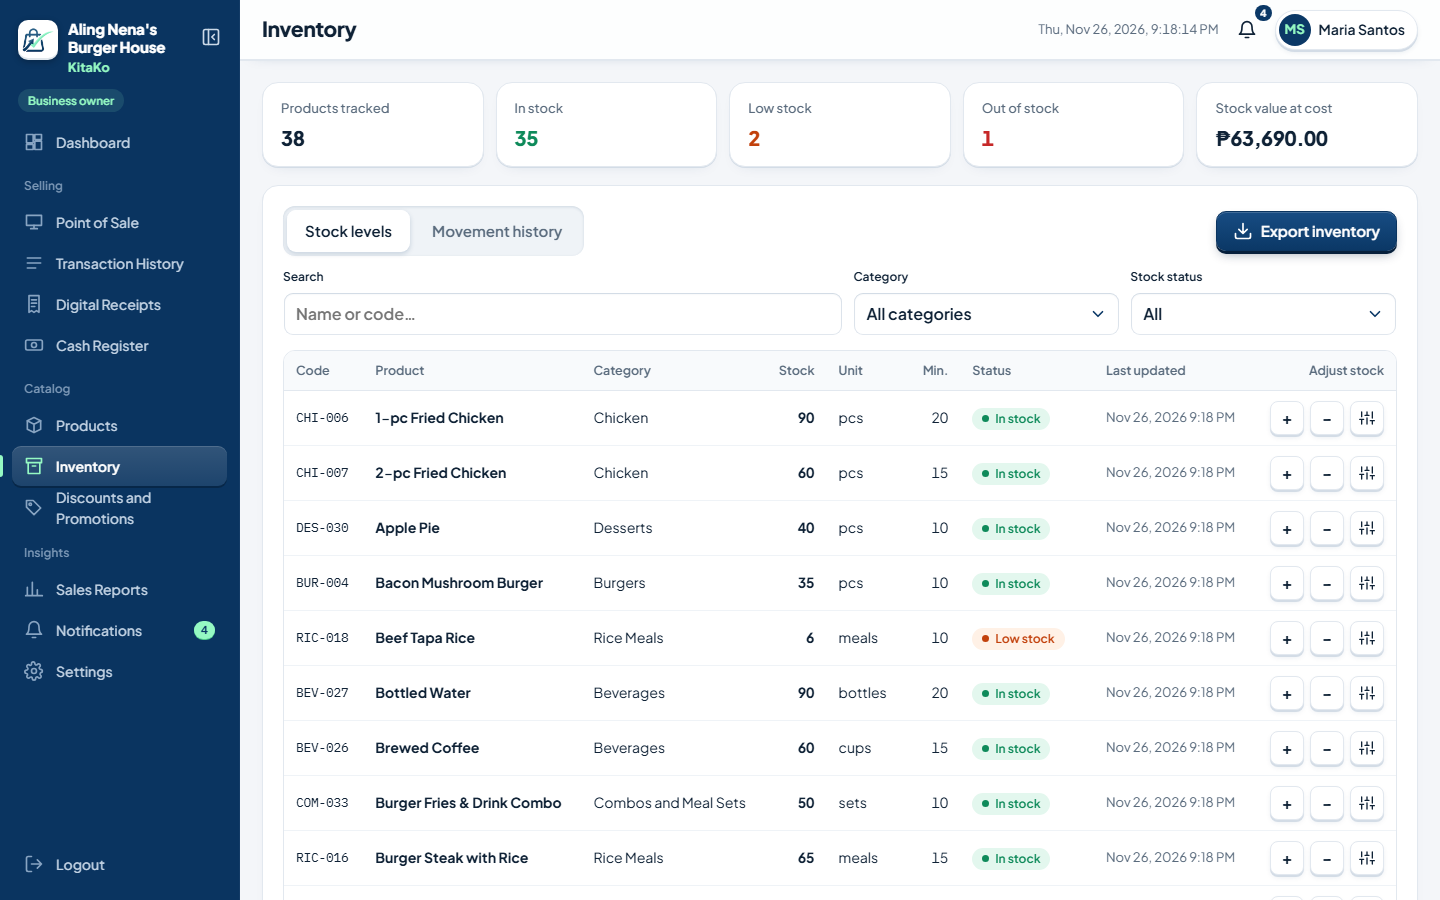 Aling Nena's
Burger House
KitaKo
Business owner
Dashboard
Selling
Point of Sale
Transaction History
Digital Receipts
Cash Register
Catalog
Products
Inventory
Discounts and
Promotions
Insights
Sales Reports
Notifications 4
Settings
Logout
Inventory
Thu, Nov 26, 2026, 9:18:14 PM
4
MS Maria Santos
Products tracked
38
In stock
35
Low stock
2
Out of stock
1
Stock value at cost
₱63,690.00
Stock levels Movement history
Export inventory
Search
Name or code...
Category
All categories
Stock status
All
Code Product Category Stock Unit Min. Status Last updated Adjust stock
CHI-006 1-pc Fried Chicken Chicken 90 pcs 20 In stock Nov 26, 2026 9:18 PM + −
CHI-007 2-pc Fried Chicken Chicken 60 pcs 15 In stock Nov 26, 2026 9:18 PM + −
DES-030 Apple Pie Desserts 40 pcs 10 In stock Nov 26, 2026 9:18 PM + −
BUR-004 Bacon Mushroom Burger Burgers 35 pcs 10 In stock Nov 26, 2026 9:18 PM + −
RIC-018 Beef Tapa Rice Rice Meals 6 meals 10 Low stock Nov 26, 2026 9:18 PM + −
BEV-027 Bottled Water Beverages 90 bottles 20 In stock Nov 26, 2026 9:18 PM + −
BEV-026 Brewed Coffee Beverages 60 cups 15 In stock Nov 26, 2026 9:18 PM + −
COM-033 Burger Fries & Drink Combo Combos and Meal Sets 50 sets 10 In stock Nov 26, 2026 9:18 PM + −
RIC-016 Burger Steak with Rice Rice Meals 65 meals 15 In stock Nov 26, 2026 9:18 PM + −